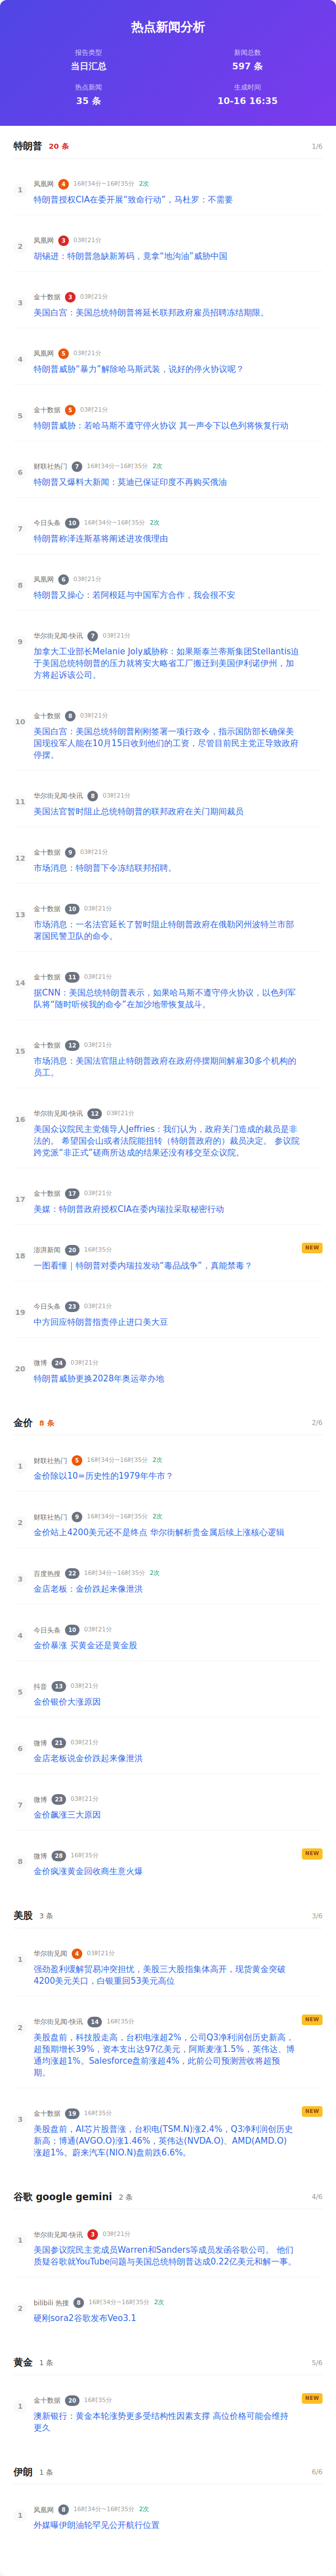 热点新闻分析
报告类型
当日汇总
新闻总数
597 条
热点新闻
35 条
生成时间
10-16 16:35
特朗普 20 条 1/6
1
凤凰网 4 16时34分~16时35分 2次
特朗普授权CIA在委开展“致命行动”，马杜罗：不需要
2
凤凰网 3 03时21分
胡锡进：特朗普急缺新筹码，竟拿“地沟油”威胁中国
3
金十数据 3 03时21分
美国白宫：美国总统特朗普将延长联邦政府雇员招聘冻结期限。
4
凤凰网 5 03时21分
特朗普威胁“暴力”解除哈马斯武装，说好的停火协议呢？
5
金十数据 5 03时21分
特朗普威胁：若哈马斯不遵守停火协议 其一声令下以色列将恢复行动
6
财联社热门 7 16时34分~16时35分 2次
特朗普又爆料大新闻：莫迪已保证印度不再购买俄油
7
今日头条 10 16时34分~16时35分 2次
特朗普称泽连斯基将阐述进攻俄理由
8
凤凰网 6 03时21分
特朗普又操心：若阿根廷与中国军方合作，我会很不安
9
华尔街见闻·快讯 7 03时21分
加拿大工业部长Melanie Joly威胁称：如果斯泰兰蒂斯集团Stellantis迫
于美国总统特朗普的压力就将安大略省工厂搬迁到美国伊利诺伊州，加
方将起诉该公司。
10
金十数据 8 03时21分
美国白宫：美国总统特朗普刚刚签署一项行政令，指示国防部长确保美
国现役军人能在10月15日收到他们的工资，尽管目前民主党正导致政府
停摆。
11
华尔街见闻·快讯 8 03时21分
美国法官暂时阻止总统特朗普的联邦政府在关门期间裁员
12
金十数据 9 03时21分
市场消息：特朗普下令冻结联邦招聘。
13
金十数据 10 03时21分
市场消息：一名法官延长了暂时阻止特朗普政府在俄勒冈州波特兰市部
署国民警卫队的命令。
14
金十数据 11 03时21分
据CNN：美国总统特朗普表示，如果哈马斯不遵守停火协议，以色列军
队将“随时听候我的命令”在加沙地带恢复战斗。
15
金十数据 12 03时21分
市场消息：美国法官阻止特朗普政府在政府停摆期间解雇30多个机构的
员工。
16
华尔街见闻·快讯 12 03时21分
美国众议院民主党领导人Jeffries：我们认为，政府关门造成的裁员是非
法的。 希望国会山或者法院能扭转（特朗普政府的）裁员决定。 参议院
跨党派“非正式”磋商所达成的结果还没有移交至众议院。
17
金十数据 17 03时21分
美媒：特朗普政府授权CIA在委内瑞拉采取秘密行动
18
澎湃新闻 20 16时35分 NEW
一图看懂｜特朗普对委内瑞拉发动“毒品战争”，真能禁毒？
19
今日头条 23 03时21分
中方回应特朗普指责停止进口美大豆
20
微博 24 03时21分
特朗普威胁更换2028年奥运举办地
金价 8 条 2/6
1
财联社热门 5 16时34分~16时35分 2次
金价除以10=历史性的1979年牛市？
2
财联社热门 9 16时34分~16时35分 2次
金价站上4200美元还不是终点 华尔街解析贵金属后续上涨核心逻辑
3
百度热搜 22 16时34分~16时35分 2次
金店老板：金价跌起来像泄洪
4
今日头条 10 03时21分
金价暴涨 买黄金还是黄金股
5
抖音 13 03时21分
金价银价大涨原因
6
微博 21 03时21分
金店老板说金价跌起来像泄洪
7
微博 23 03时21分
金价飙涨三大原因
8
微博 28 16时35分 NEW
金价疯涨黄金回收商生意火爆
美股 3 条 3/6
1
华尔街见闻 4 03时21分
强劲盈利缓解贸易冲突担忧，美股三大股指集体高开，现货黄金突破
4200美元关口，白银重回53美元高位
2
华尔街见闻·快讯 14 16时35分 NEW
美股盘前，科技股走高，台积电涨超2%，公司Q3净利润创历史新高，
超预期增长39%，资本支出达97亿美元，阿斯麦涨1.5%，英伟达、博
通均涨超1%。Salesforce盘前涨超4%，此前公司预测营收将超预
期。
3
金十数据 19 16时35分 NEW
美股盘前，AI芯片股普涨，台积电(TSM.N)涨2.4%，Q3净利润创历史
新高；博通(AVGO.O)涨1.46%，英伟达(NVDA.O)、AMD(AMD.O)
涨超1%。蔚来汽车(NIO.N)盘前跌6.6%。
谷歌 google gemini 2 条 4/6
1
华尔街见闻·快讯 3 03时21分
美国参议院民主党成员Warren和Sanders等成员发函谷歌公司。 他们
质疑谷歌就YouTube问题与美国总统特朗普达成0.22亿美元和解一事。
2
bilibili 热搜 8 16时34分~16时35分 2次
硬刚sora2谷歌发布Veo3.1
黄金 1 条 5/6
1
金十数据 20 16时35分 NEW
澳新银行：黄金本轮涨势更多受结构性因素支撑 高位价格可能会维持
更久
伊朗 1 条 6/6
1
凤凰网 8 16时34分~16时35分 2次
外媒曝伊朗油轮罕见公开航行位置